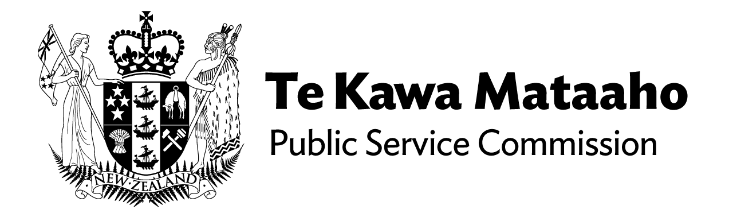 Te Kawa Mataaho
Public Service Commission
NEW ZEALAND